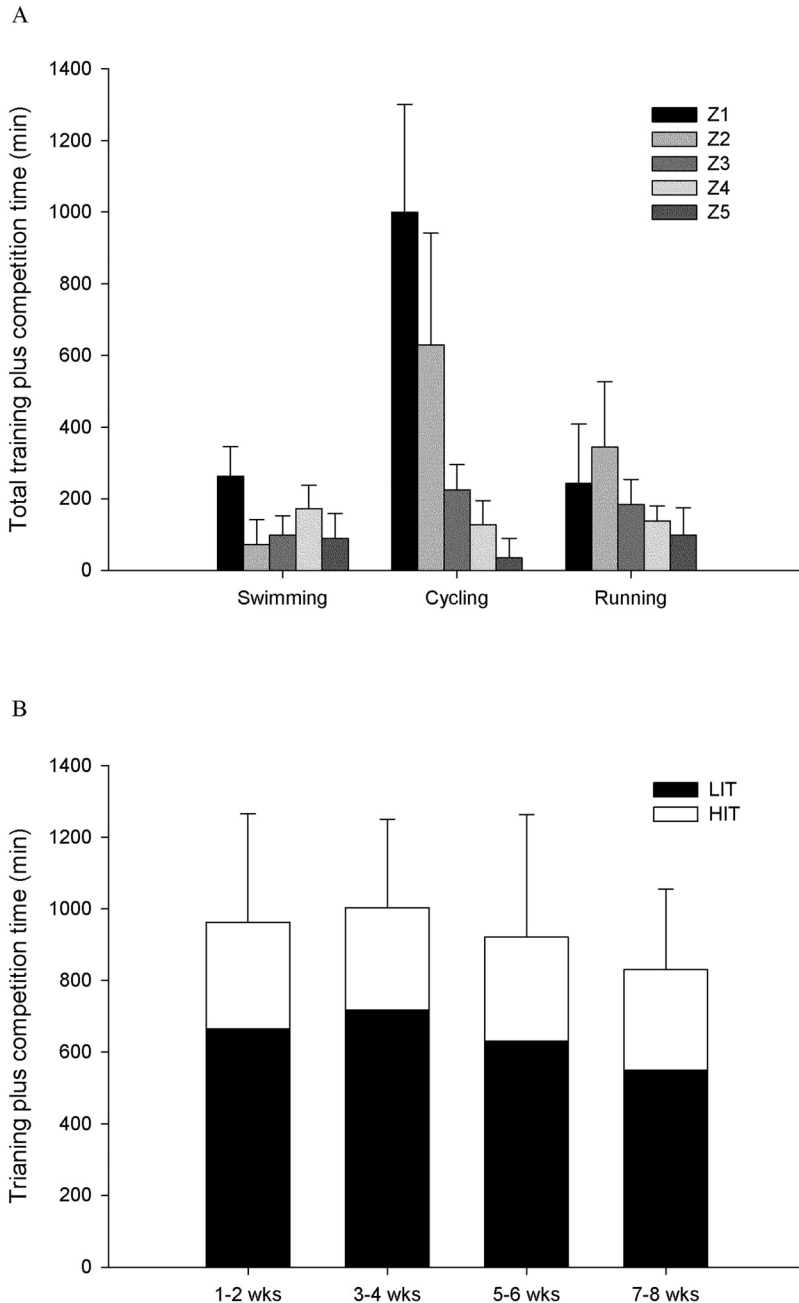 A
Total training plus competition time (min)
1400
1200
1000
800
600
400
200
0
Z1
Z2
Z3
Z4
Z5
Swimming Cycling Running
B
Trianing plus competition time (min)
1400
1200
1000
800
600
400
200
0
LIT
HIT
1-2 wks 3-4 wks 5-6 wks 7-8 wks